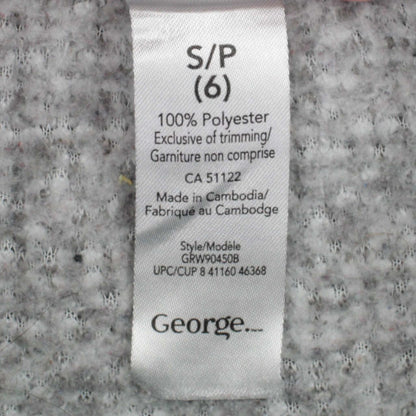 S/P
(6)
100% Polyester
Exclusive of trimming/
Garniture non comprise
CA 51122
Made in Cambodia/
Fabriqué au Cambodge
Style/Modèle
GRW90450B
UPC/CUP 8 41160 46368
George.